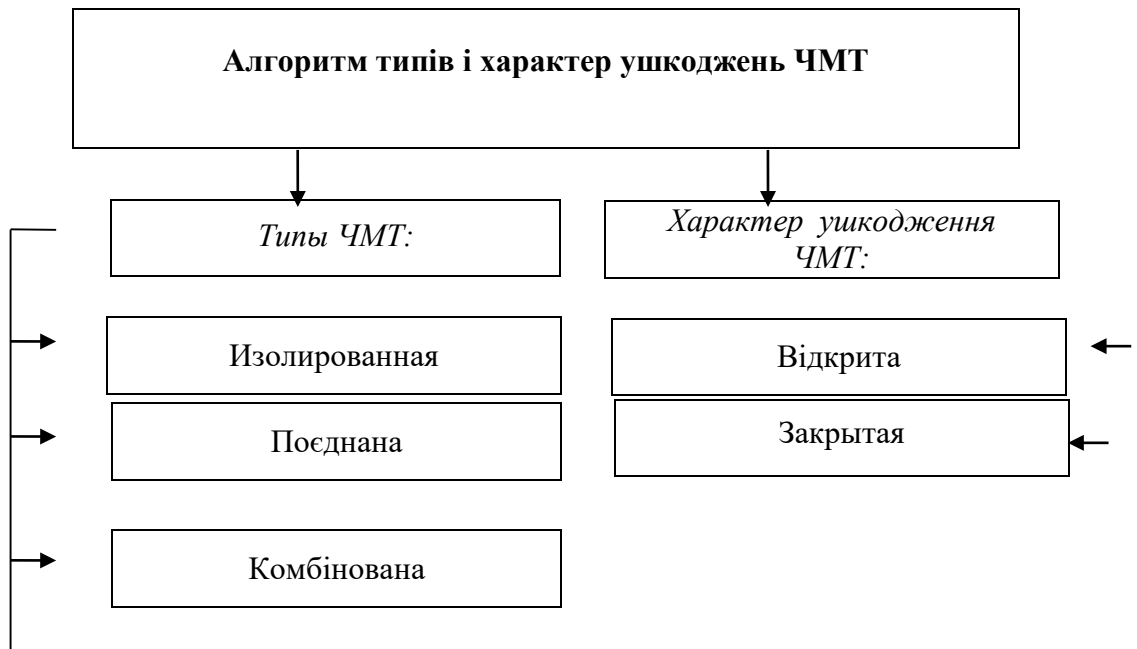 Алгоритм типів і характер ушкоджень ЧМТ
Типы ЧМТ:
Характер ушкодження
ЧМТ:
Изолированная
Відкрита
Поєднана
Закрытая
Комбінована